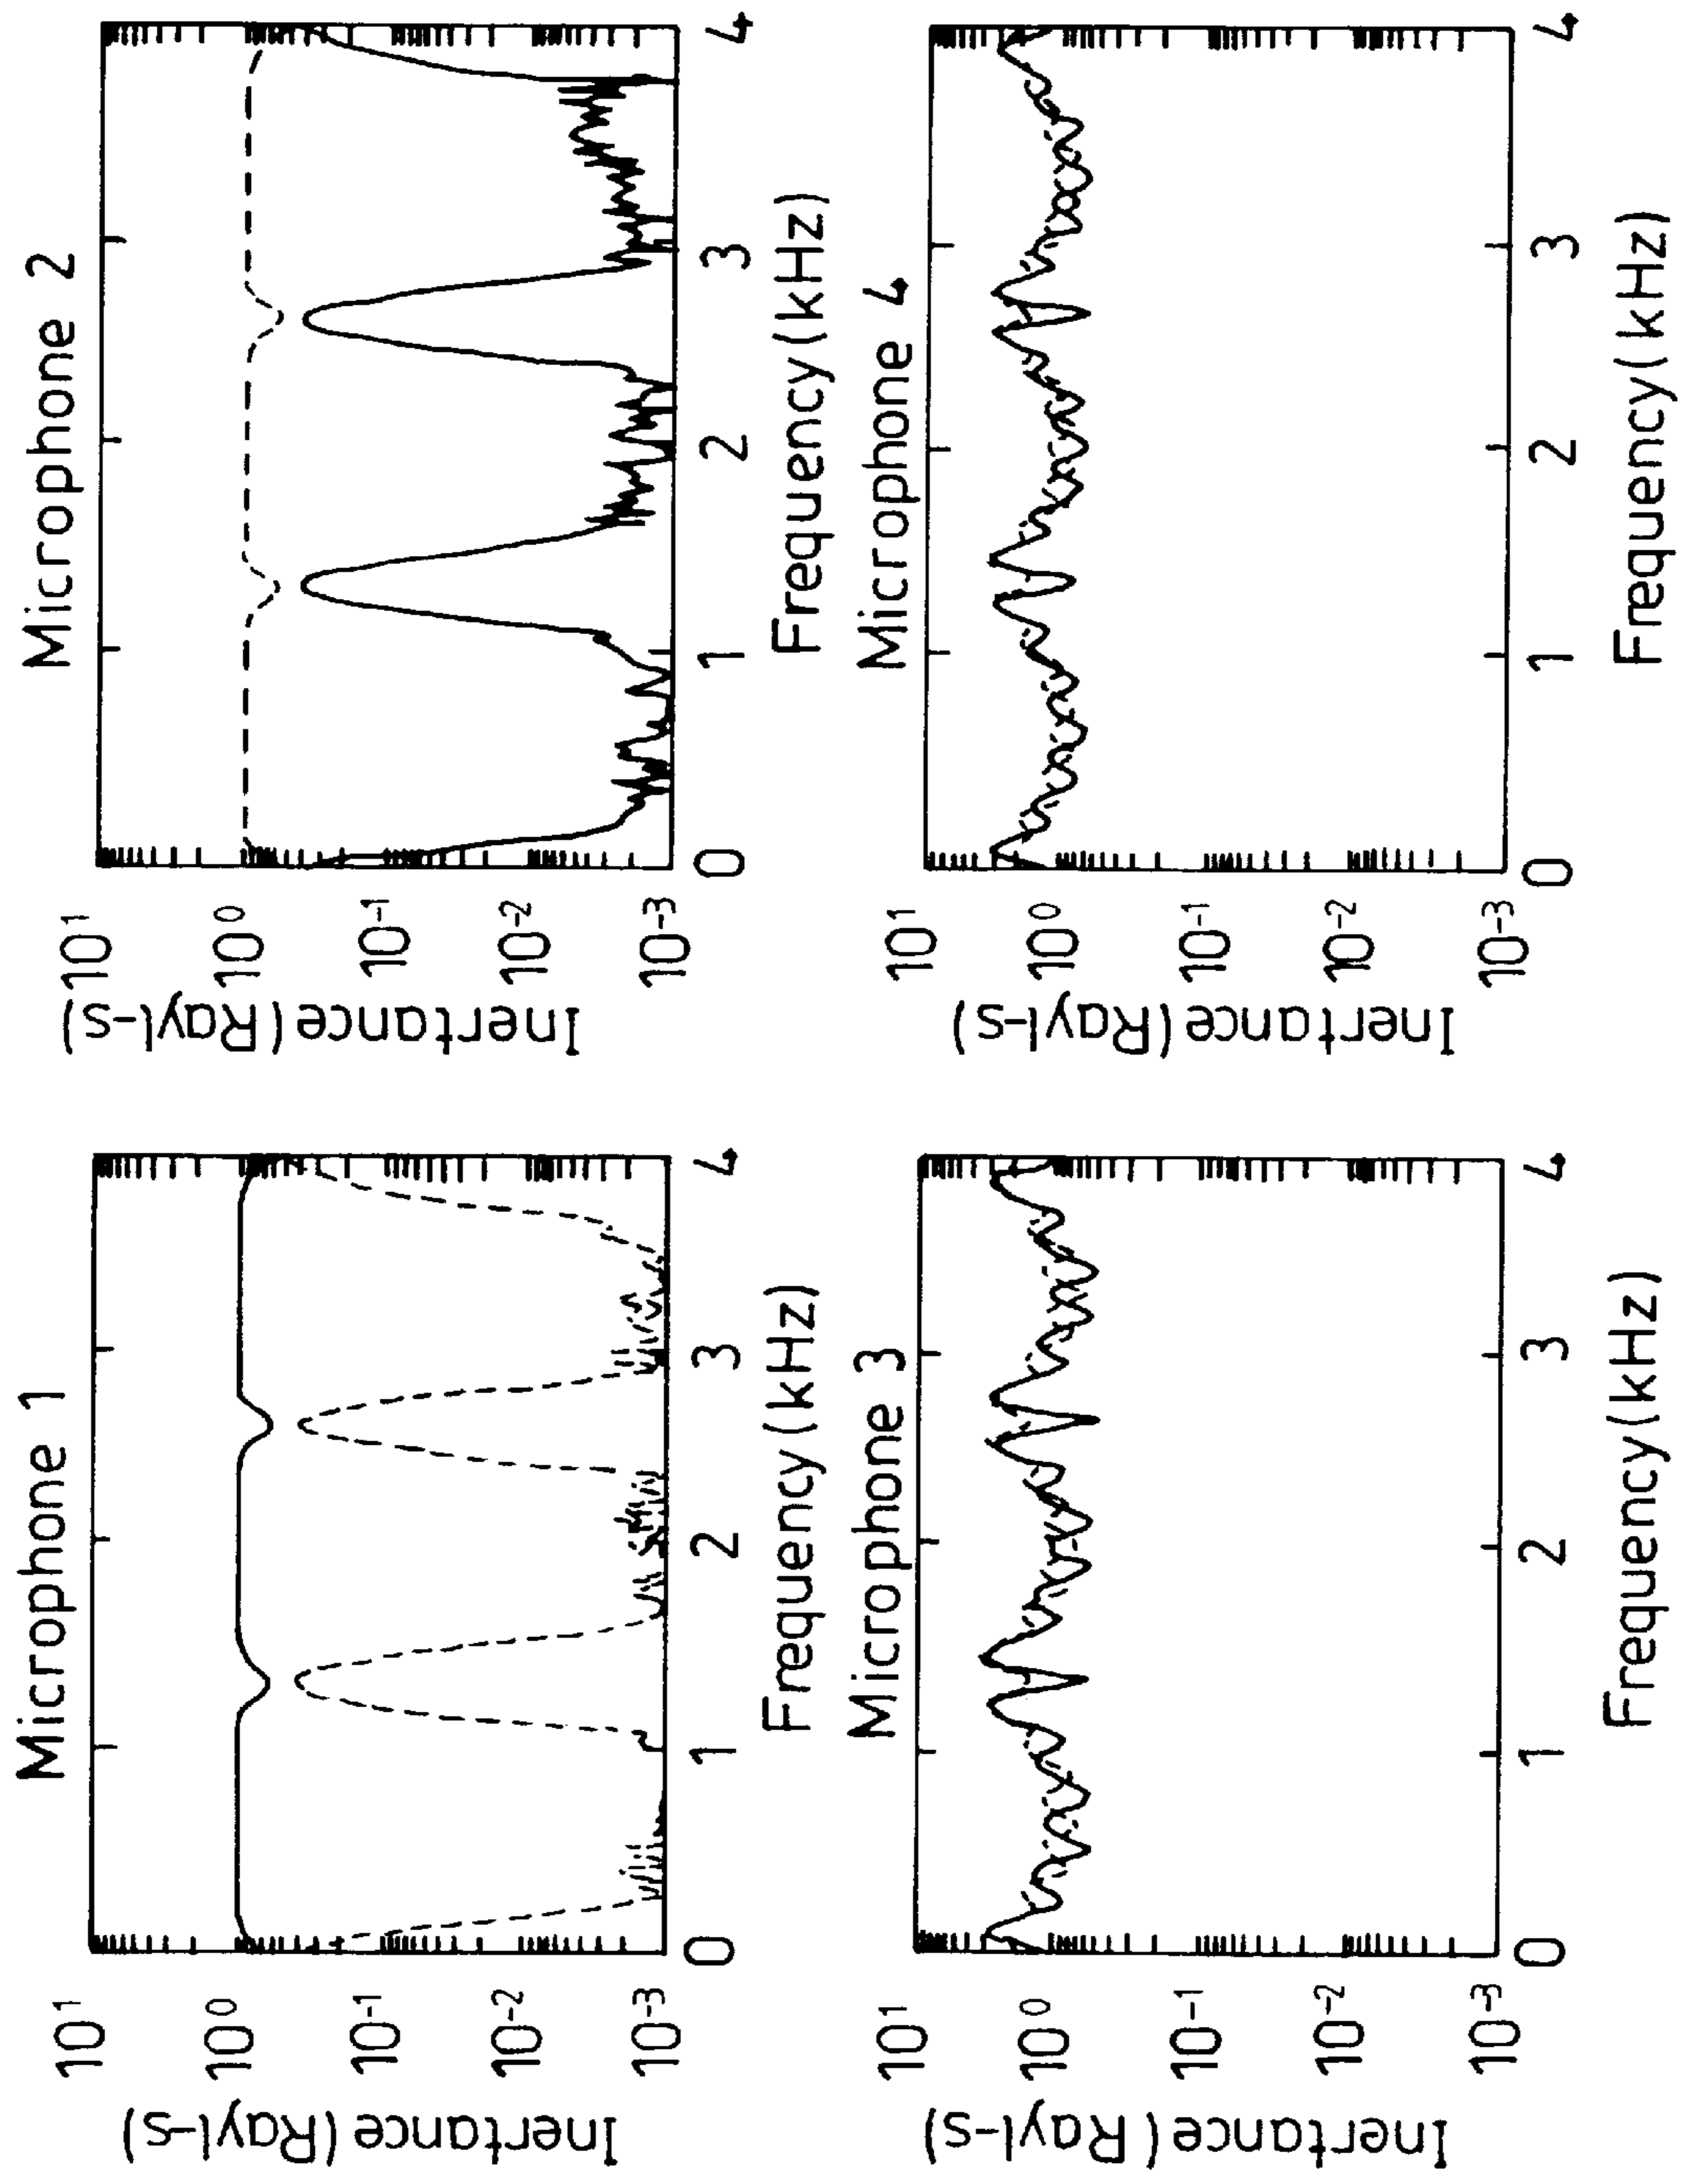 Microphone 1
Inertance (Rayl-s)
10¹
10⁰
10⁻¹
10⁻²
10⁻³
0 1 2 3 4
Frequency (kHz)
Microphone 2
Inertance (Rayl-s)
10¹
10⁰
10⁻¹
10⁻²
10⁻³
0 1 2 3 4
Frequency (kHz)
Microphone 3
Inertance (Rayl-s)
10¹
10⁰
10⁻¹
10⁻²
10⁻³
0 1 2 3 4
Frequency (kHz)
Microphone 4
Inertance (Rayl-s)
10¹
10⁰
10⁻¹
10⁻²
10⁻³
0 1 2 3 4
Frequency (kHz)